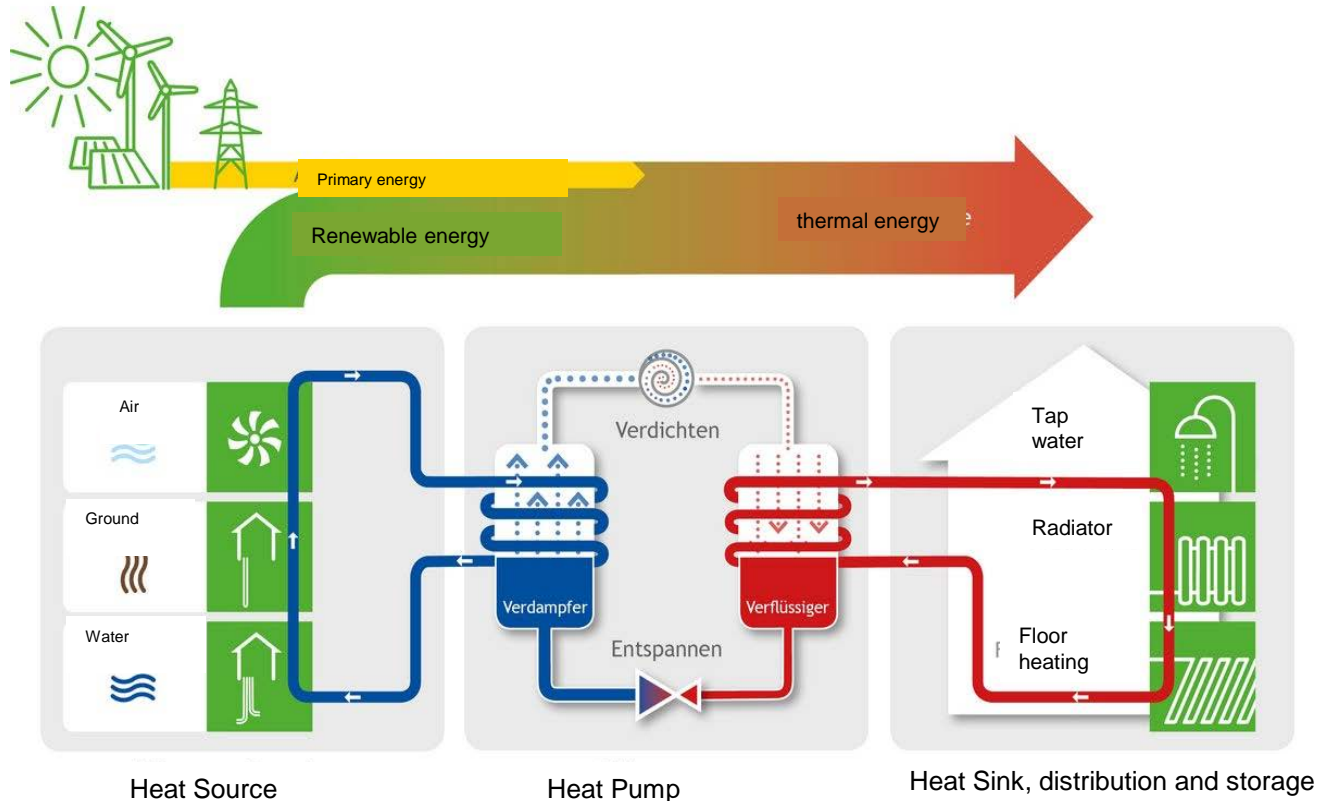 Primary energy
Renewable energy
thermal energy
Air
Ground
Water
Verdichten
Verdampfer
Verflüssiger
Entspannen
Tap
water
Radiator
Floor
heating
Heat Source
Heat Pump
Heat Sink, distribution and storage